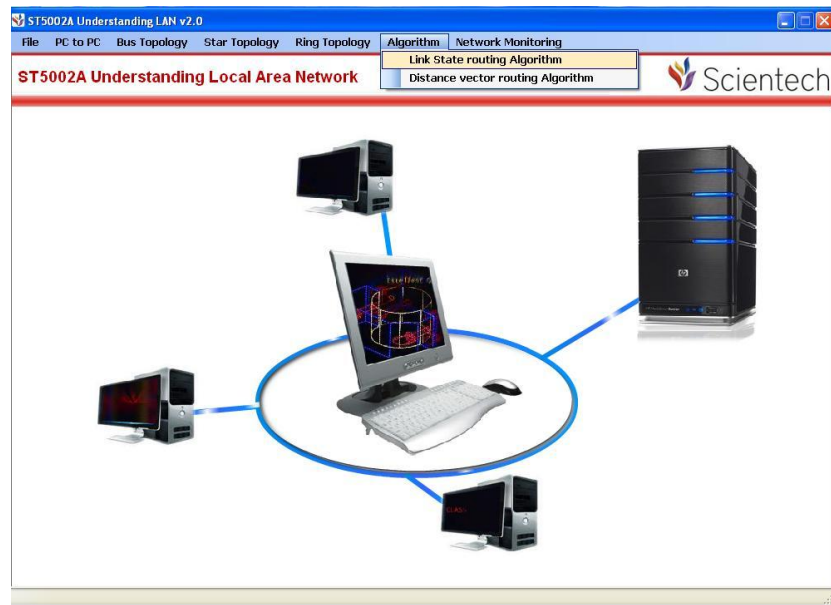 ST5002A Understanding LAN v2.0
File PC to PC Bus Topology Star Topology Ring Topology Algorithm Network Monitoring
Link State routing Algorithm
Distance vector routing Algorithm
ST5002A Understanding Local Area Network
Scientech
hp